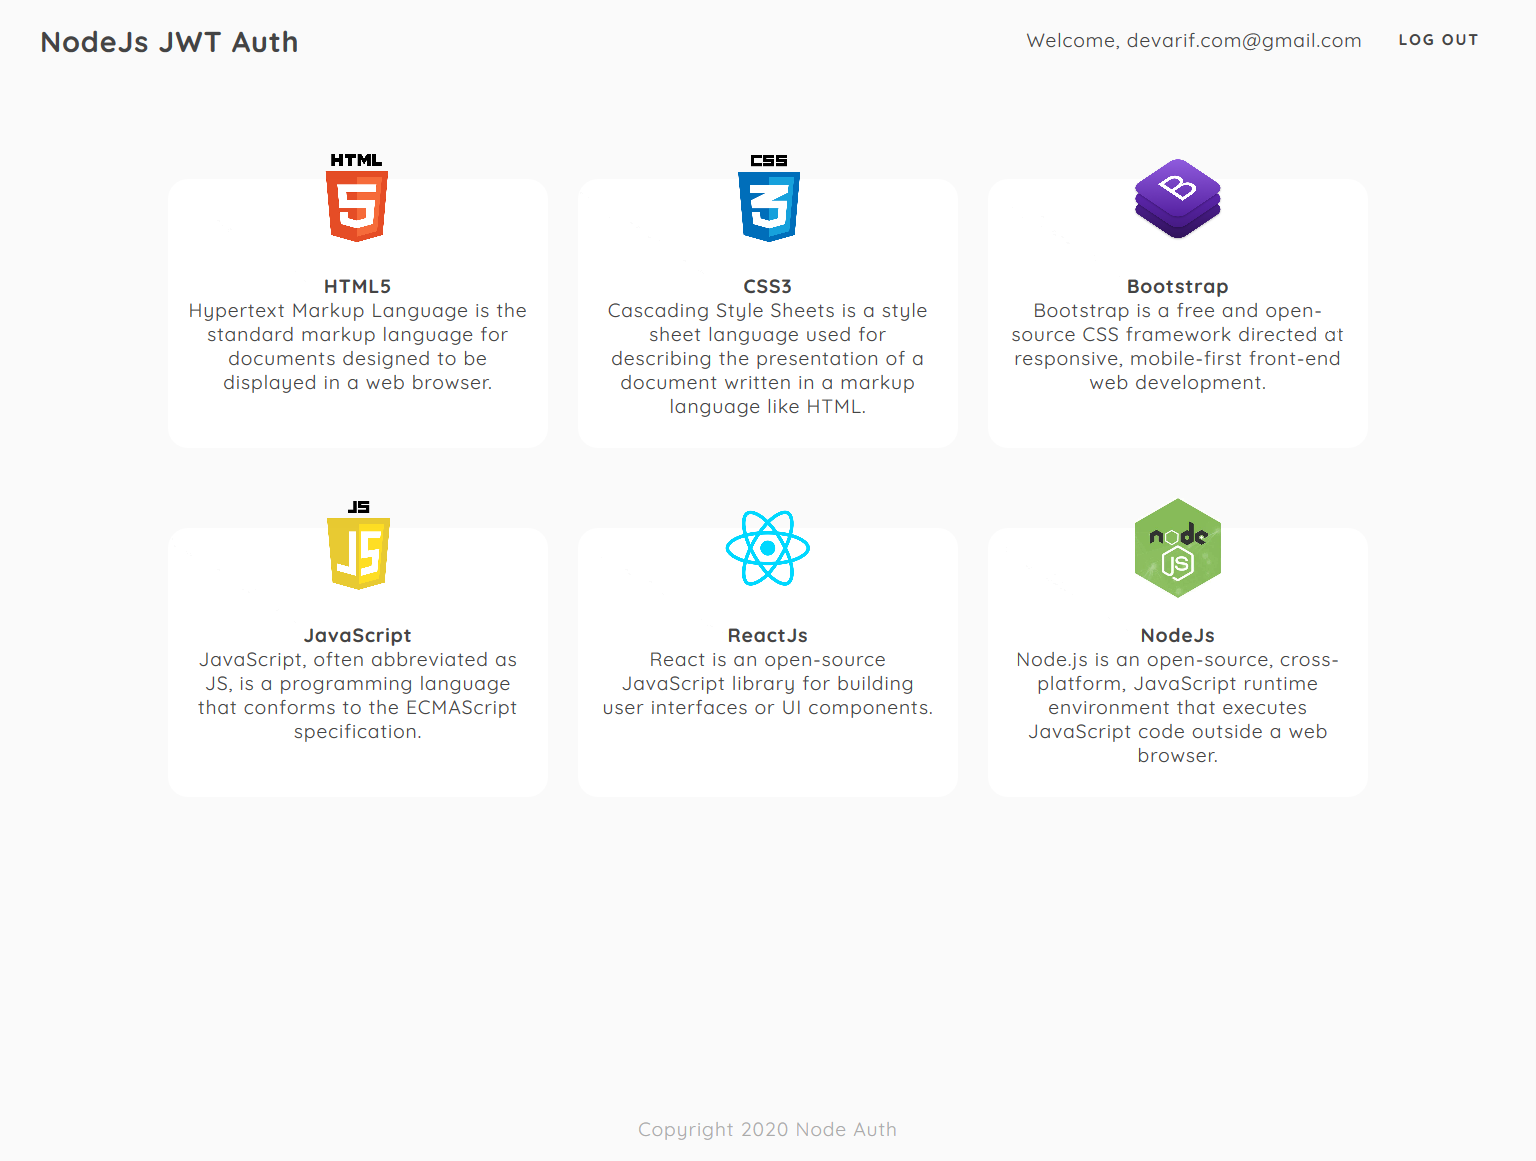 NodeJs JWT Auth
Welcome, devarif.com@gmail.com
LOG OUT
HTML
5
HTML5
Hypertext Markup Language is the
standard markup language for
documents designed to be
displayed in a web browser.
CSS
3
CSS3
Cascading Style Sheets is a style
sheet language used for
describing the presentation of a
document written in a markup
language like HTML.
B
Bootstrap
Bootstrap is a free and open-
source CSS framework directed at
responsive, mobile-first front-end
web development.
JS
JS
JavaScript
JavaScript, often abbreviated as
JS, is a programming language
that conforms to the ECMAScript
specification.
ReactJs
React is an open-source
JavaScript library for building
user interfaces or UI components.
node
JS
NodeJs
Node.js is an open-source, cross-
platform, JavaScript runtime
environment that executes
JavaScript code outside a web
browser.
Copyright 2020 Node Auth